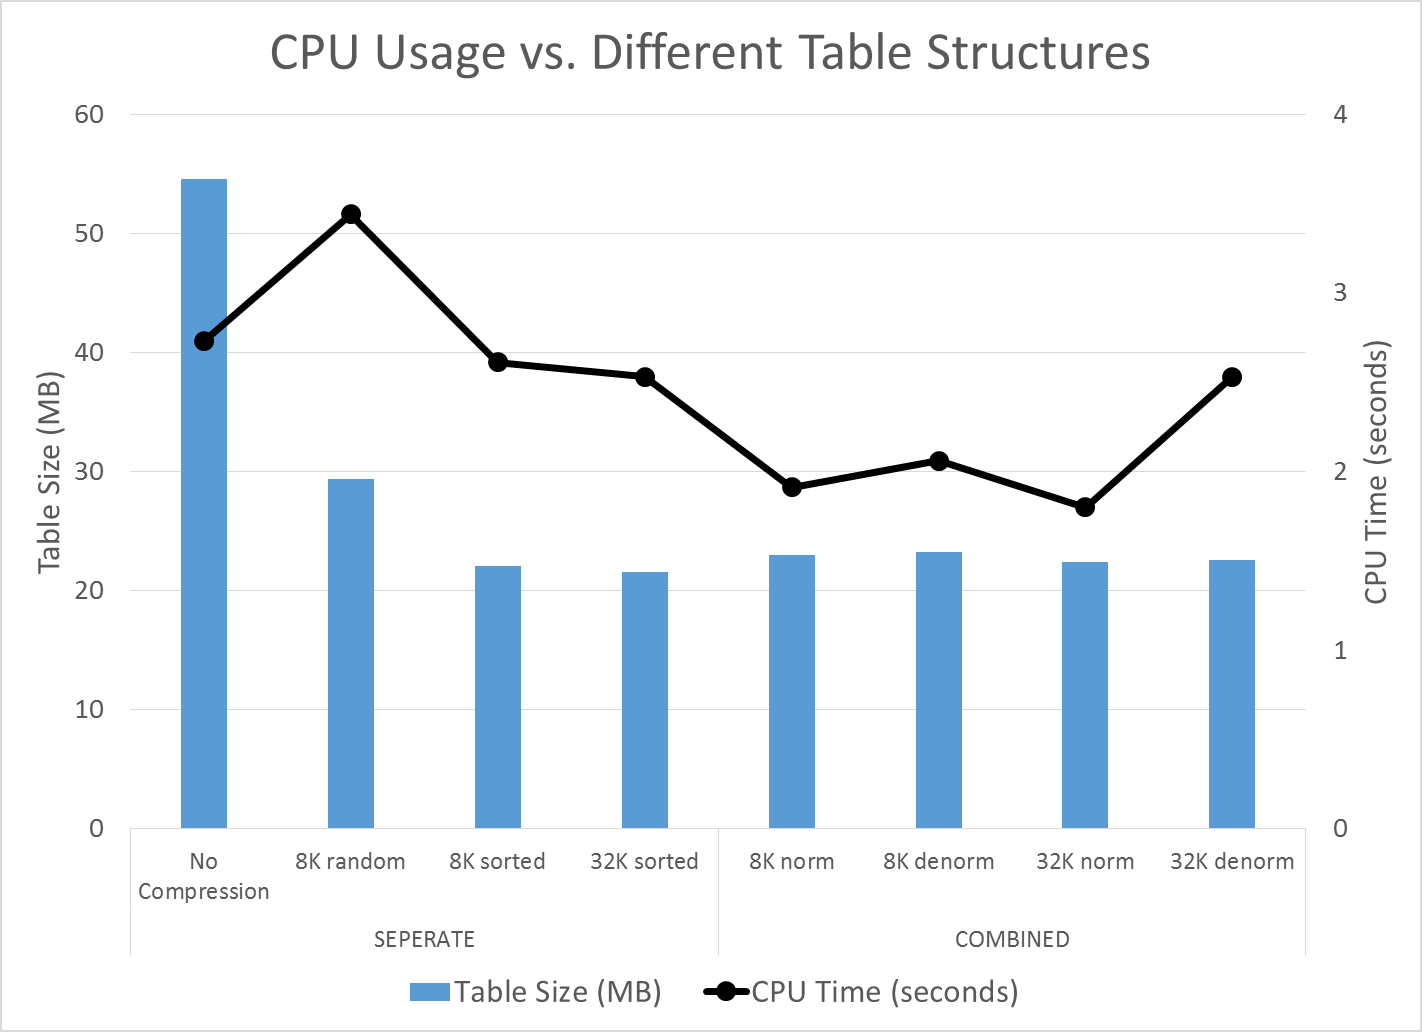 CPU Usage vs. Different Table Structures
60
50
40
30
20
10
0
Table Size (MB)
4
3
2
1
0
CPU Time (seconds)
No Compression
8K random
8K sorted
32K sorted
8K norm
8K denorm
32K norm
32K denorm
SEPERATE
COMBINED
Table Size (MB)
CPU Time (seconds)